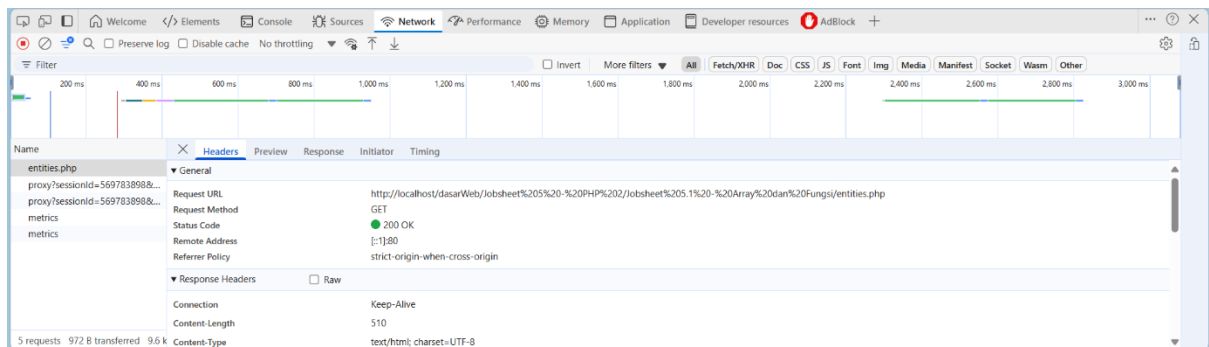 Welcome Elements Console Sources Network Performance Memory Application Developer resources AdBlock
Preserve log Disable cache No throttling
Filter Invert More filters All Fetch/XHR Doc CSS JS Font Img Media Manifest Socket Wasm Other
200 ms 400 ms 600 ms 800 ms 1,000 ms 1,200 ms 1,400 ms 1,600 ms 1,800 ms 2,000 ms 2,200 ms 2,400 ms 2,600 ms 2,800 ms 3,000 ms
Name
entities.php
proxy?sessionId=569783898&...
proxy?sessionId=569783898&...
metrics
metrics
5 requests 972 B transferred 9.6 k
Headers Preview Response Initiator Timing
General
Request URL http://localhost/dasarWeb/Jobsheet%205%20-%20PHP%202/Jobsheet%205.1%20-%20Array%20dan%20Fungsi/entities.php
Request Method GET
Status Code 200 OK
Remote Address [::1]:80
Referrer Policy strict-origin-when-cross-origin
Response Headers Raw
Connection Keep-Alive
Content-Length 510
Content-Type text/html; charset=UTF-8